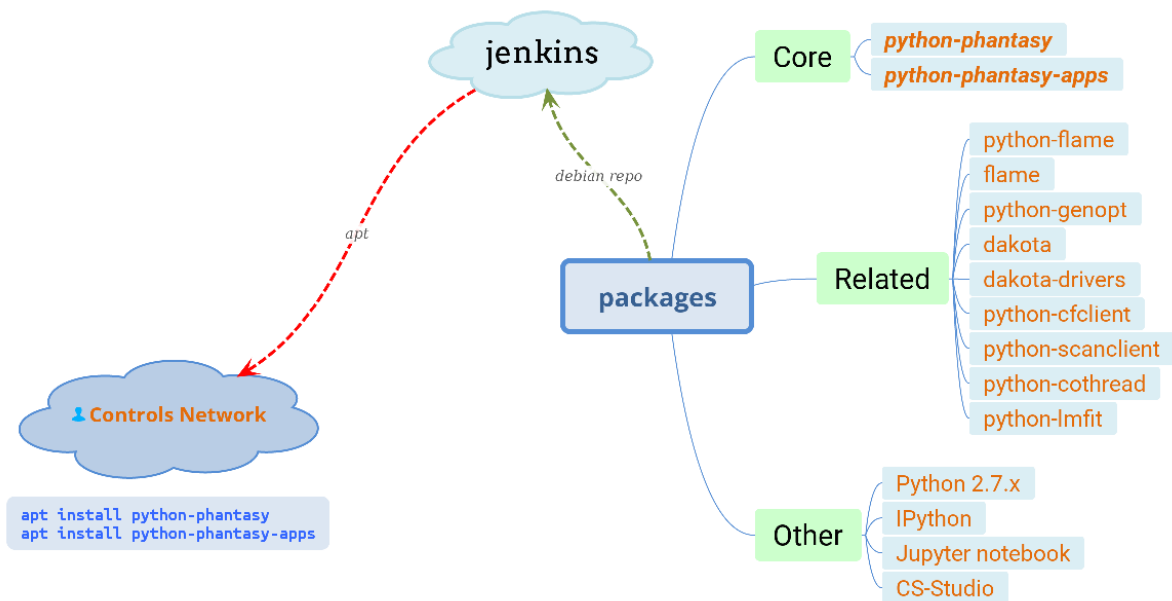 jenkins
debian repo
apt
Controls Network
apt install python-phantasy
apt install python-phantasy-apps
packages
Core
python-phantasy
python-phantasy-apps
Related
python-flame
flame
python-genopt
dakota
dakota-drivers
python-cfclient
python-scanclient
python-cothread
python-lmfit
Other
Python 2.7.x
IPython
Jupyter notebook
CS-Studio